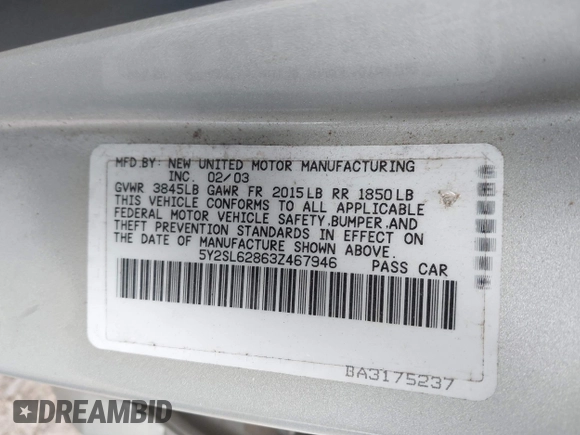 MFD BY: NEW UNITED MOTOR MANUFACTURING
INC. 02/03
GVWR 3845LB GAWR FR 2015LB RR 1850LB
THIS VEHICLE CONFORMS TO ALL APPLICABLE
FEDERAL MOTOR VEHICLE SAFETY,BUMPER,AND
THEFT PREVENTION STANDARDS IN EFFECT ON
THE DATE OF MANUFACTURE SHOWN ABOVE.
5Y2SL62863Z467946 PASS CAR
BA3175237
DREAMBID